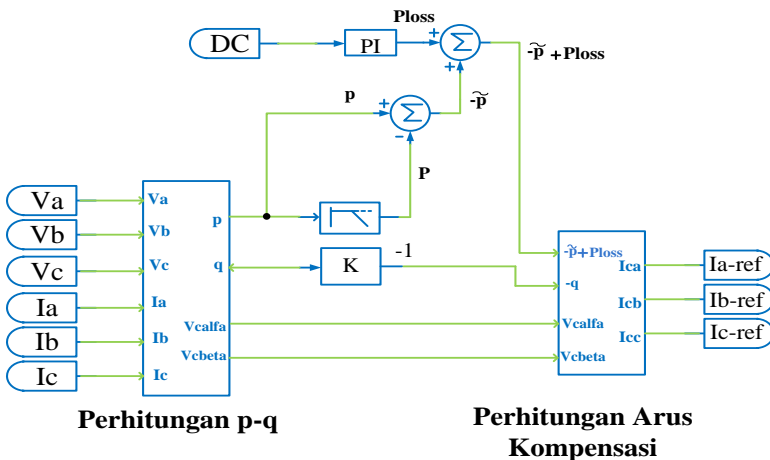 Ploss
DC
PI
+
Σ
+
-p̃ +Ploss
p
+
Σ
-p̃
−
P
Va
Vb
Vc
Ia
Ib
Ic
Va
Vb
Vc
Ia
Ib
Ic
p
q
Vcalfa
Vcbeta
K
-1
-p̃+Ploss
-q
Vcalfa
Vcbeta
Ica
Icb
Icc
Ia-ref
Ib-ref
Ic-ref
Perhitungan p-q
Perhitungan Arus
Kompensasi